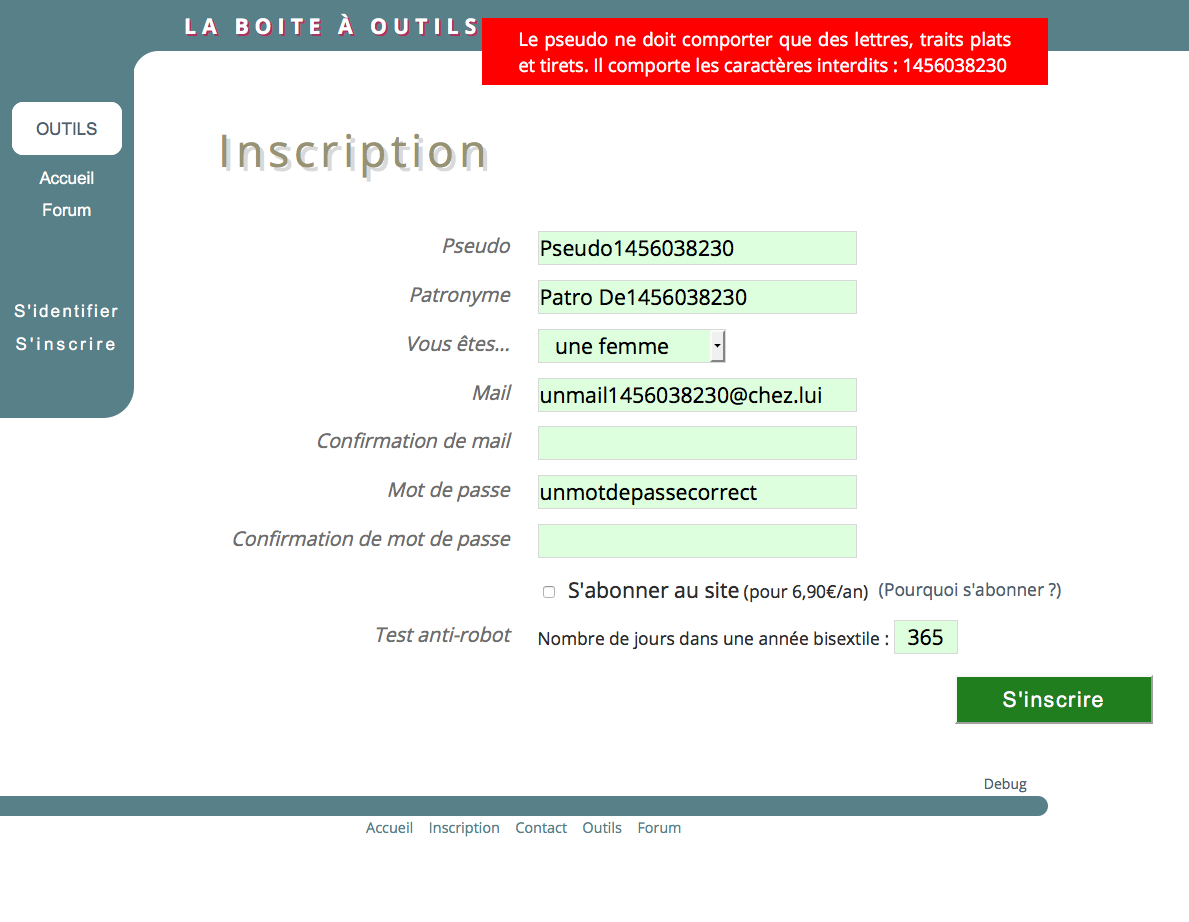 LA BOITE À OUTILS
Le pseudo ne doit comporter que des lettres, traits plats
et tirets. Il comporte les caractères interdits : 1456038230
OUTILS
Accueil
Forum
S'identifier
S'inscrire
Inscription
Pseudo Pseudo1456038230
Patronyme Patro De1456038230
Vous êtes... une femme
Mail unmail1456038230@chez.lui
Confirmation de mail
Mot de passe unmotdepassecorrect
Confirmation de mot de passe
S'abonner au site (pour 6,90€/an) (Pourquoi s'abonner ?)
Test anti-robot Nombre de jours dans une année bisextile : 365
S'inscrire
Debug
Accueil Inscription Contact Outils Forum